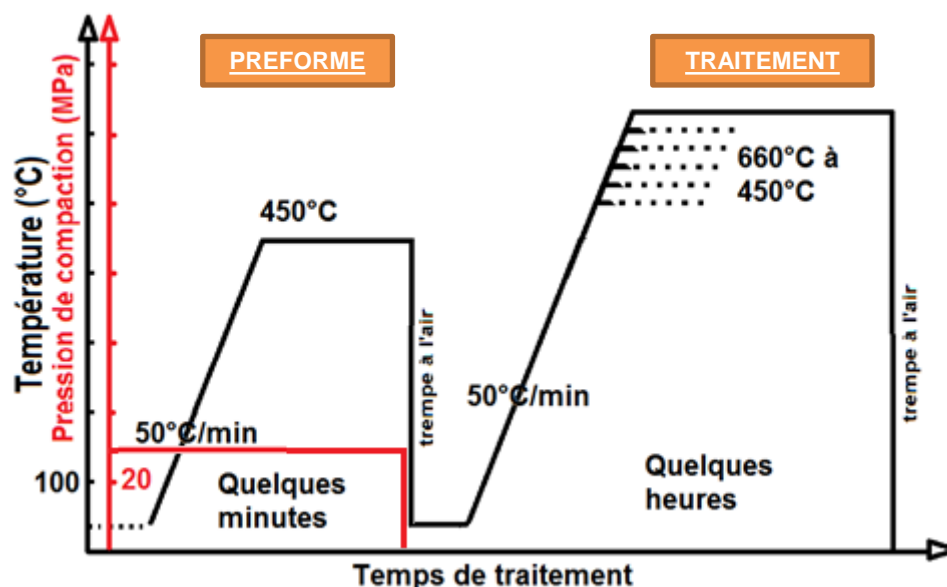 PREFORME
TRAITEMENT
Température (°C)
Pression de compaction (MPa)
450°C
660°C à
450°C
trempe à l'air
trempe à l'air
50°C/min
50°C/min
100
20
Quelques
minutes
Quelques
heures
Temps de traitement